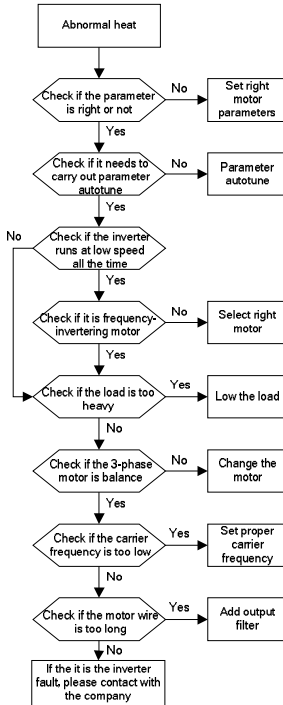 Abnormal heat
Check if the parameter
is right or not
No
Set right
motor
parameters
Yes
Check if it needs to
carry out parameter
autotune
No
Parameter
autotune
Yes
No
Check if the inverter
runs at low speed
all the time
Yes
Check if it is frequency-
invertering motor
No
Select right
motor
Yes
Check if the load is too
heavy
Yes
Low the load
No
Check if the 3-phase
motor is balance
No
Change the
motor
Yes
Check if the carrier
frequency is too low
Yes
Set proper
carrier
frequency
No
Check if the motor wire
is too long
Yes
Add output
filter
No
If the it is the inverter
fault, please contact with
the company